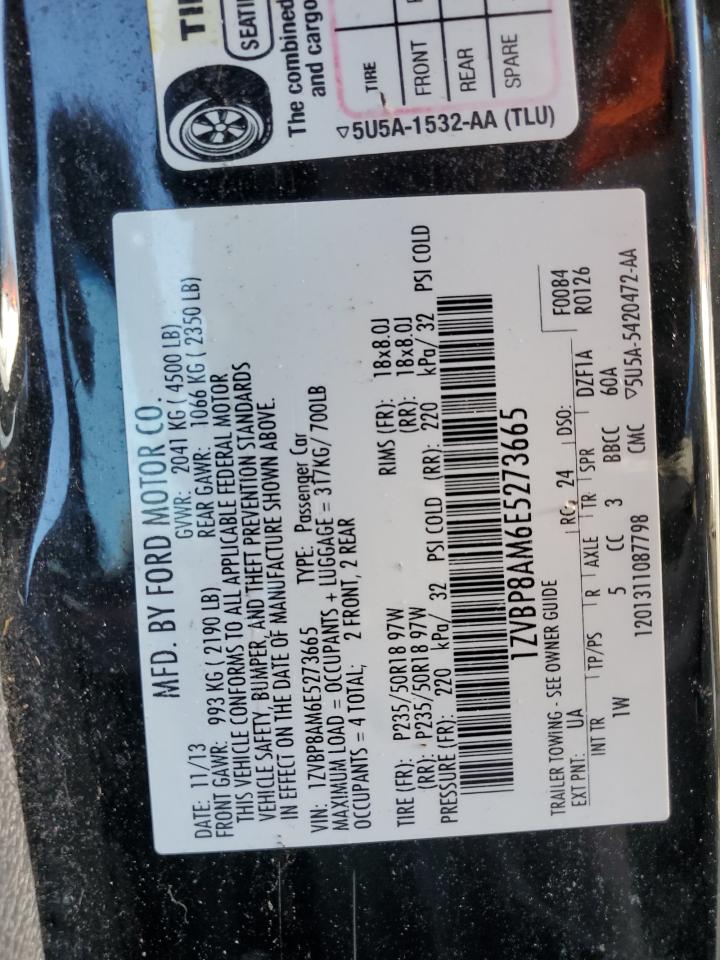 TIR
SEATI
The combined
and cargo
TIRE
FRONT
REAR
SPARE
5U5A-1532-AA (TLU)
MFD. BY FORD MOTOR CO.
DATE: 11/13 GVWR: 2041 KG ( 4500 LB)
FRONT GAWR: 993 KG ( 2190 LB) REAR GAWR: 1066 KG ( 2350 LB)
THIS VEHICLE CONFORMS TO ALL APPLICABLE FEDERAL MOTOR
VEHICLE SAFETY, BUMPER, AND THEFT PREVENTION STANDARDS
IN EFFECT ON THE DATE OF MANUFACTURE SHOWN ABOVE.
VIN: 1ZVBP8AM6E5273665 TYPE: Passenger Car
MAXIMUM LOAD = OCCUPANTS + LUGGAGE = 317KG/ 700LB
OCCUPANTS = 4 TOTAL; 2 FRONT, 2 REAR
TIRE (FR): P235/50R18 97W RIMS (FR): 18x8.0J
(RR): P235/50R18 97W (RR): 18x8.0J
PRESSURE (FR): 220 kPa/ 32 PSI COLD (RR): 220 kPa/ 32 PSI COLD
1ZVBP8AM6E5273665
TRAILER TOWING - SEE OWNER GUIDE
EXT PNT: UA RC: 24 DSO: F0084
INT TR TP/PS R AXLE TR SPR DZF1A R0126
1W 5 CC 3 BBCC 60A
1201311087798 CMC 5U5A-5420472-AA